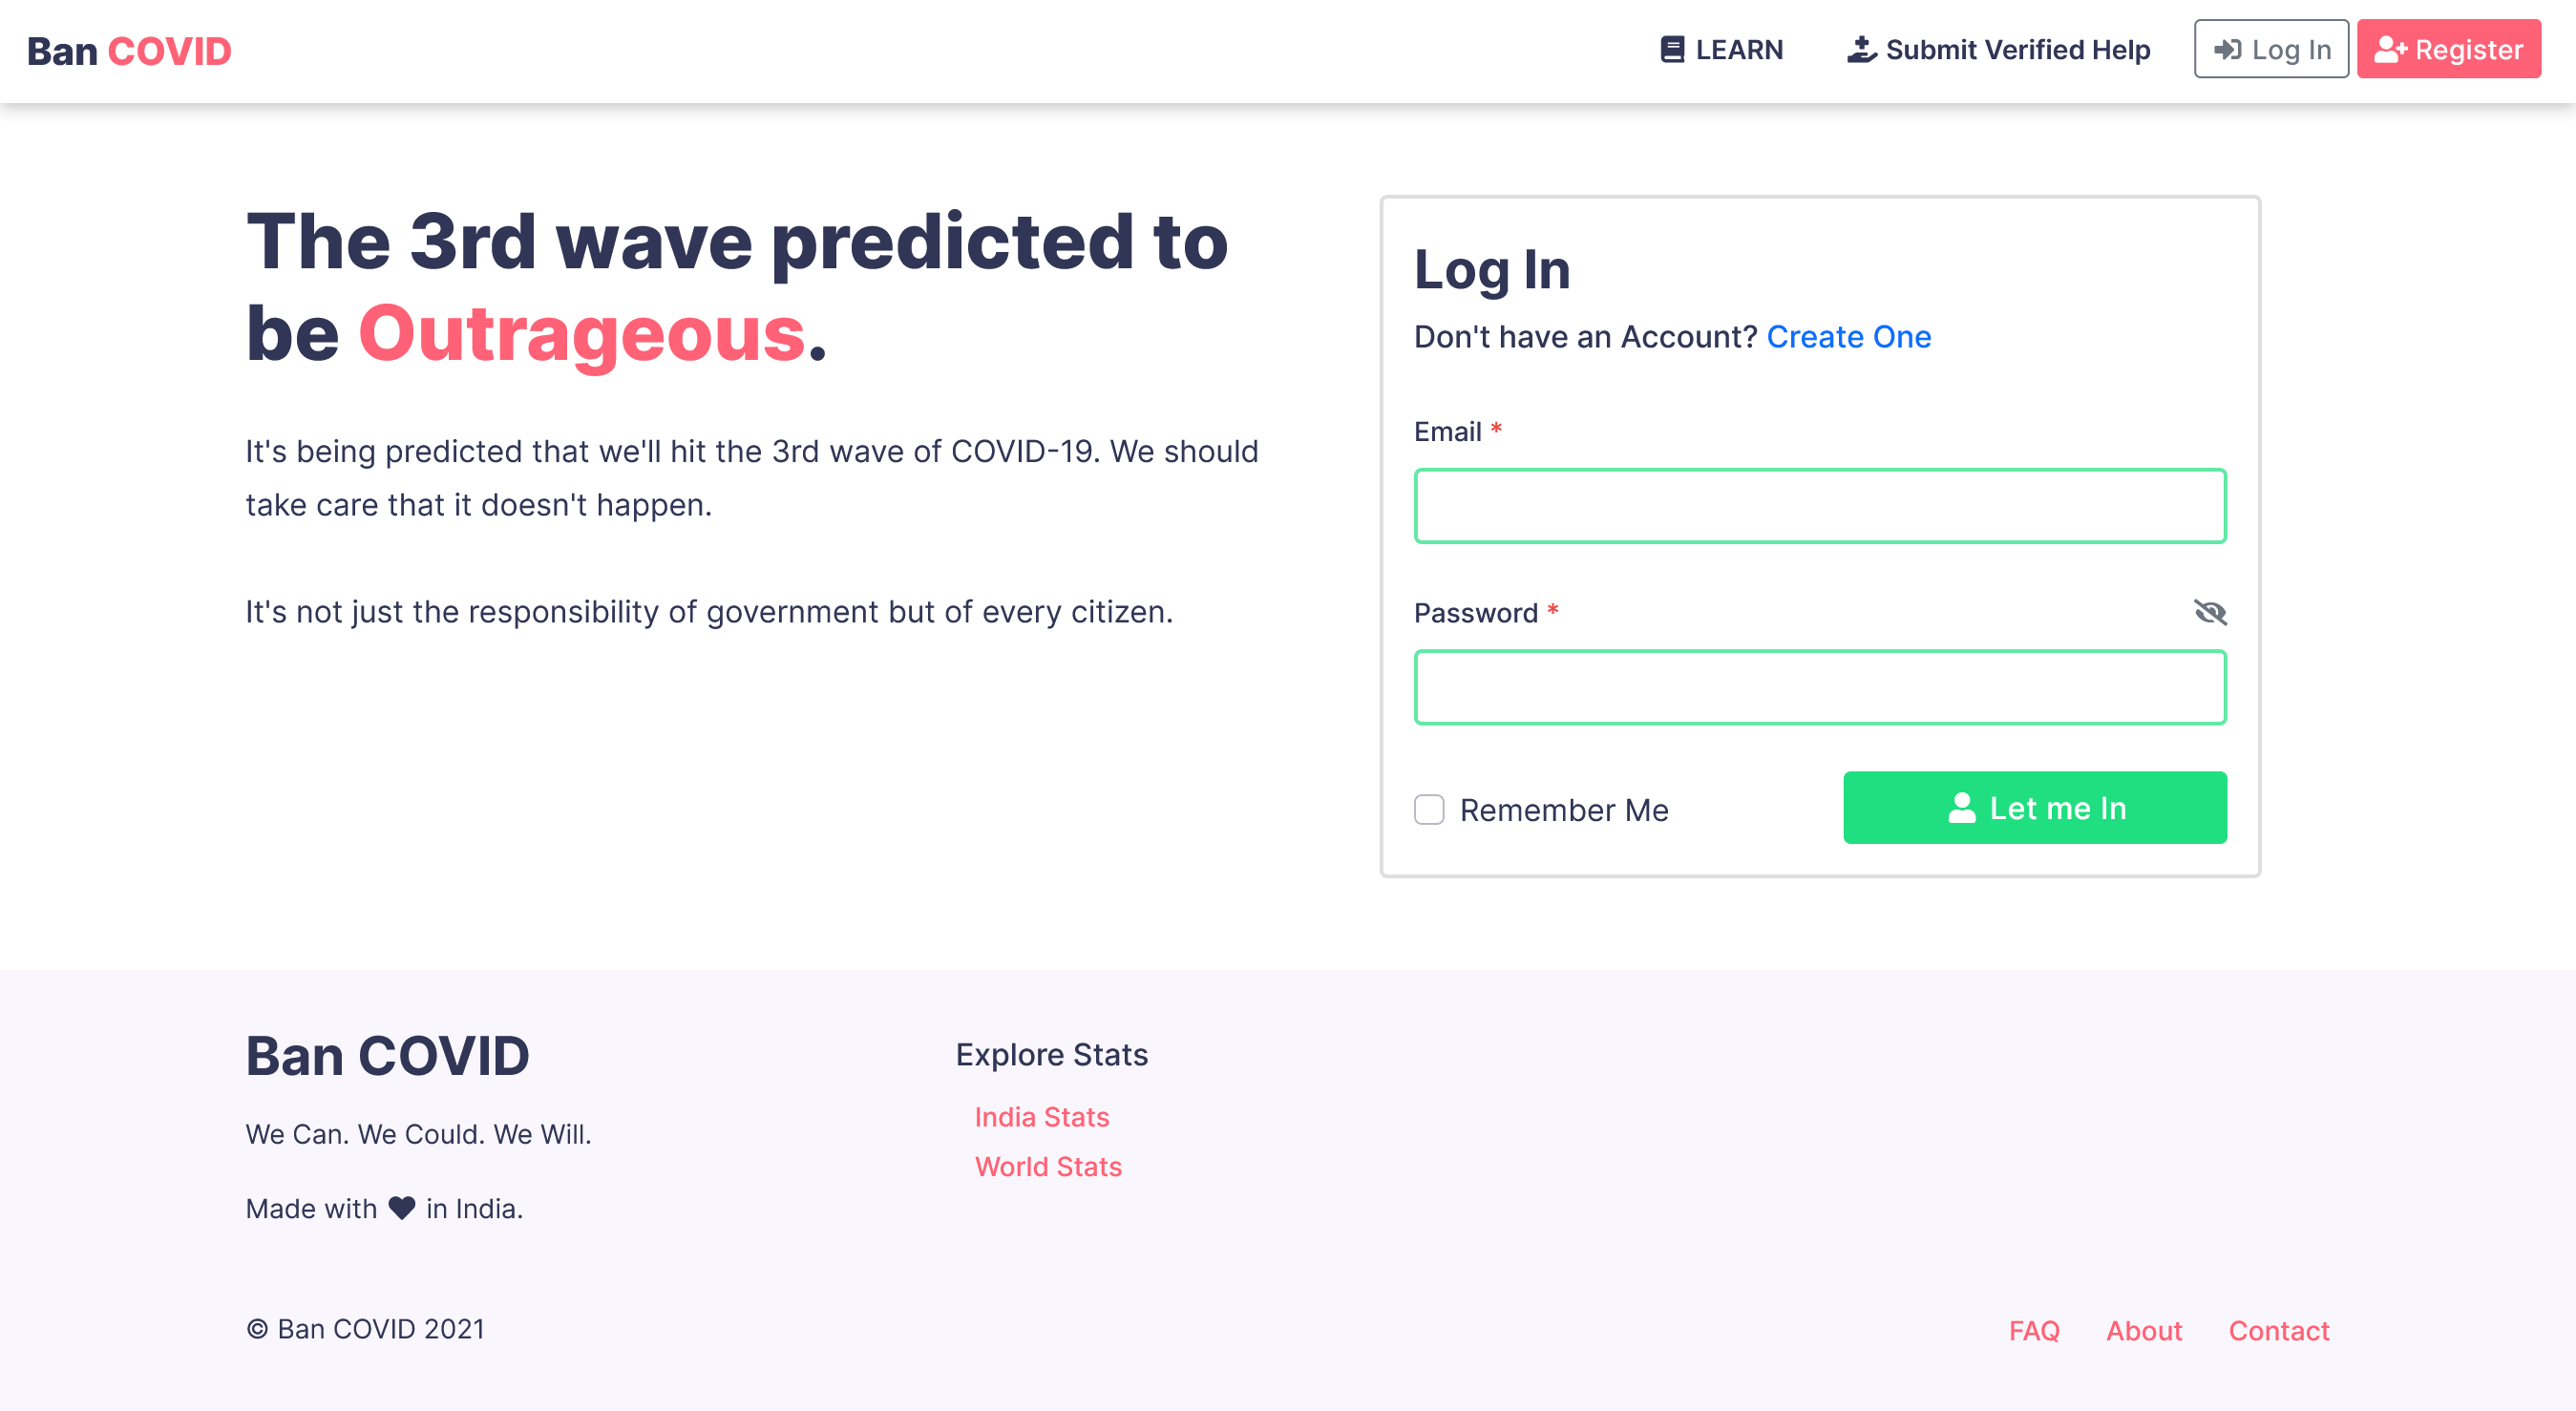 Ban COVID
LEARN
Submit Verified Help
Log In
Register
The 3rd wave predicted to
be Outrageous.
It's being predicted that we'll hit the 3rd wave of COVID-19. We should
take care that it doesn't happen.
It's not just the responsibility of government but of every citizen.
Log In
Don't have an Account? Create One
Email *
Password *
Remember Me
Let me In
Ban COVID
We Can. We Could. We Will.
Made with in India.
Explore Stats
India Stats
World Stats
© Ban COVID 2021
FAQ
About
Contact